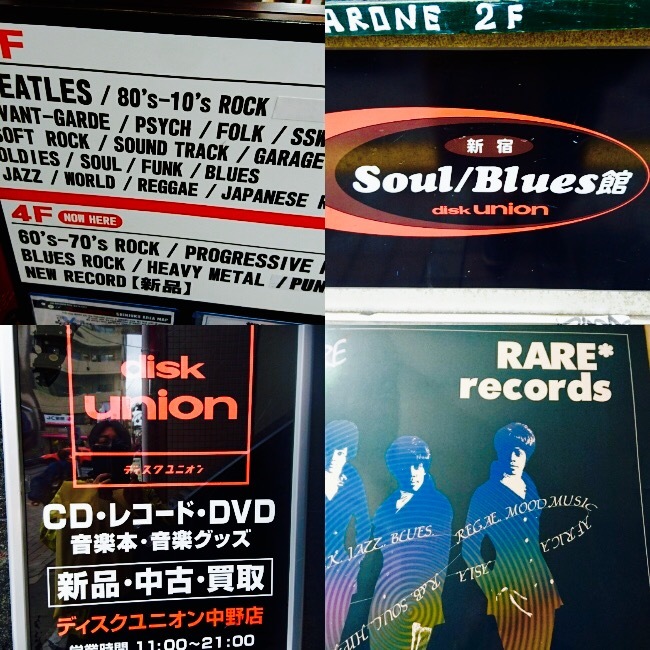 F
EATLES / 80's-10's ROCK
VANT-GARDE / PSYCH / FOLK / SSW
SOFT ROCK / SOUND TRACK / GARAGE
OLDIES / SOUL / FUNK / BLUES
JAZZ / WORLD / REGGAE / JAPANESE R
4F NOW HERE
60's-70's ROCK / PROGRESSIVE
BLUES ROCK / HEAVY METAL / PUN
NEW RECORD【新品】
ARONE 2F
新宿
Soul/Blues館
disk union
disk
union
ディスクユニオン
CD・レコード・DVD
音楽本・音楽グッズ
新品・中古・買取
ディスクユニオン中野店
営業時間 11:00~21:00
RARE*
records
JAZZ, BLUES,
REGAE, MOOD MUSIC
AFRICA
ASIA
R&B, SOUL,